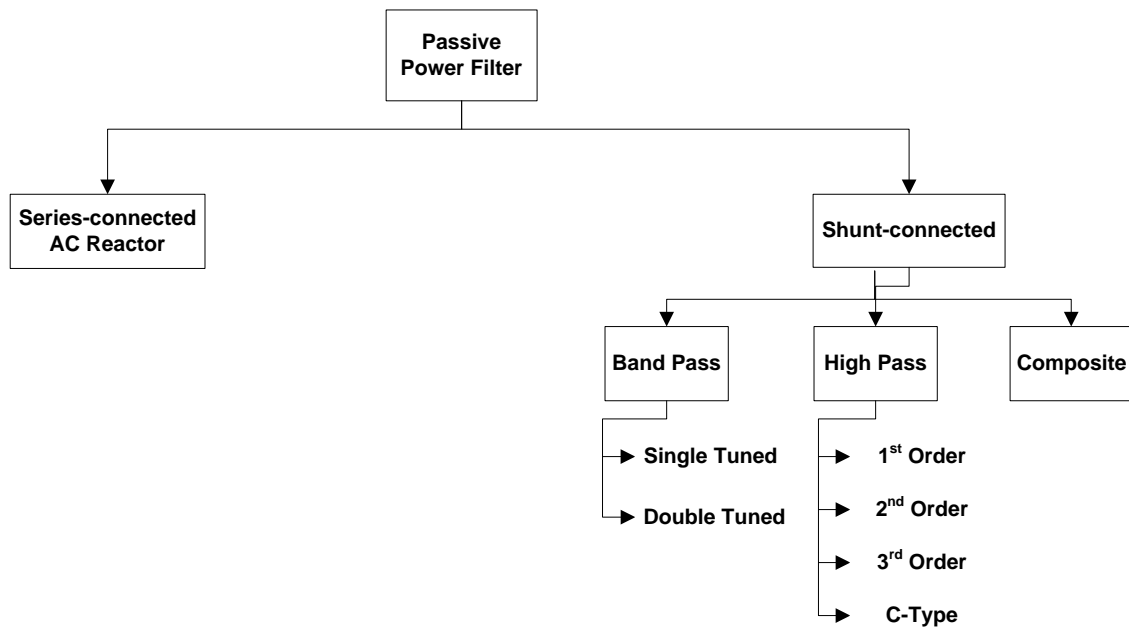 Passive
Power Filter
Series-connected
AC Reactor
Shunt-connected
Band Pass
High Pass
Composite
Single Tuned
Double Tuned
1st Order
2nd Order
3rd Order
C-Type